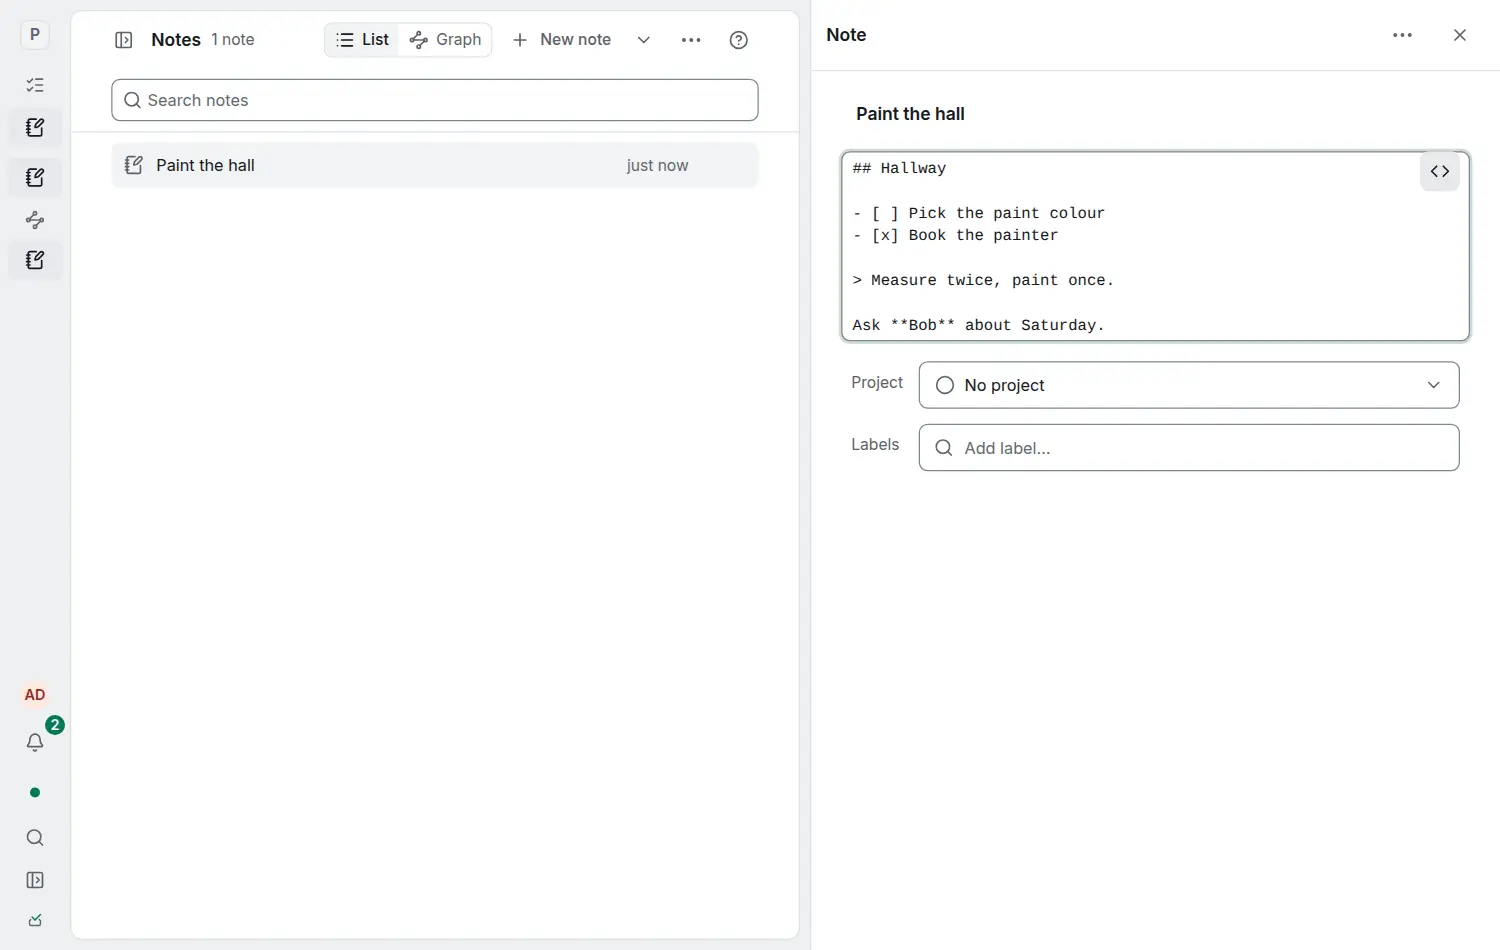 P
Notes 1 note
List
Graph
New note
Search notes
Paint the hall just now
AD
2
Note
Paint the hall
## Hallway
- [ ] Pick the paint colour
- [x] Book the painter
> Measure twice, paint once.
Ask **Bob** about Saturday.
Project No project
Labels Add label...